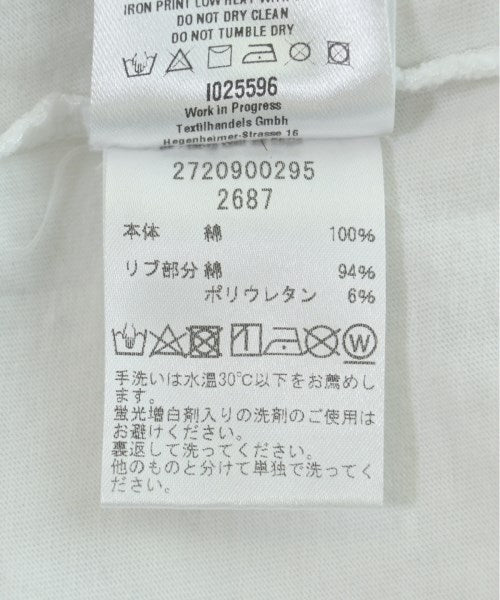 IRON PRINT LOW HEAT WITH
DO NOT DRY CLEAN
DO NOT TUMBLE DRY
I025596
Work in Progress
Textilhandels GmbH
Hegenheimer-Strasse 16
2720900295
2687
本体 綿 100%
リブ部分 綿 94%
ポリウレタン 6%
W
手洗いは水温30℃以下をお薦めし
ます。
蛍光増白剤入りの洗剤のご使用は
お避けください。
裏返して洗ってください。
他のものと分けて単独で洗ってく
ださい。